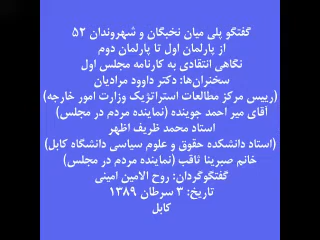 گفتگو پلی میان نخبگان و شهروندان ۵۲
از پارلمان اول تا پارلمان دوم
نگاهی انتقادی به کارنامه مجلس اول
سخنران‌ها: دکتر داوود مرادیان
(رییس مرکز مطالعات استراتژیک وزارت امور خارجه)
آقای میر احمد جوینده (نماینده مردم در مجلس)
استاد محمد ظریف اظهر
(استاد دانشکده حقوق و علوم سیاسی دانشگاه کابل)
خانم صبرینا ثاقب (نماینده مردم در مجلس)
گفتگوگردان: روح الامین امینی
تاریخ: ۳ سرطان ۱۳۸۹
کابل